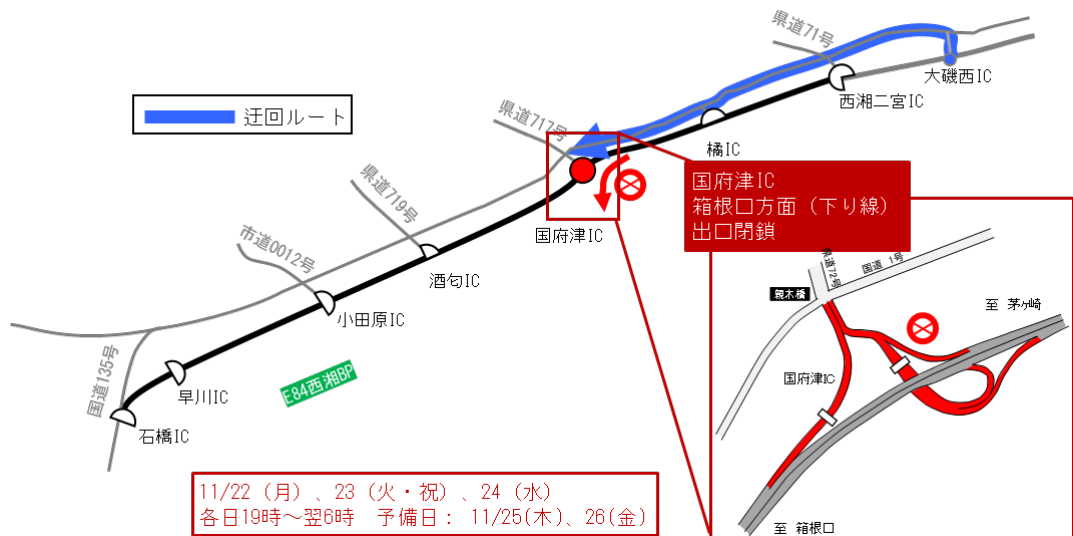 県道71号
大磯西IC
西湘二宮IC
迂回ルート
県道717号
橘IC
国府津IC
箱根口方面（下り線）
出口閉鎖
県道719号
国府津IC
市道0012号
酒匂IC
小田原IC
E84西湘BP
国道135号
早川IC
石橋IC
県道72号
国道 1号
親木橋
至 茅ヶ崎
国府津IC
至 箱根口
11/22（月）、23（火・祝）、24（水）
各日19時～翌6時　予備日： 11/25(木)、26(金)